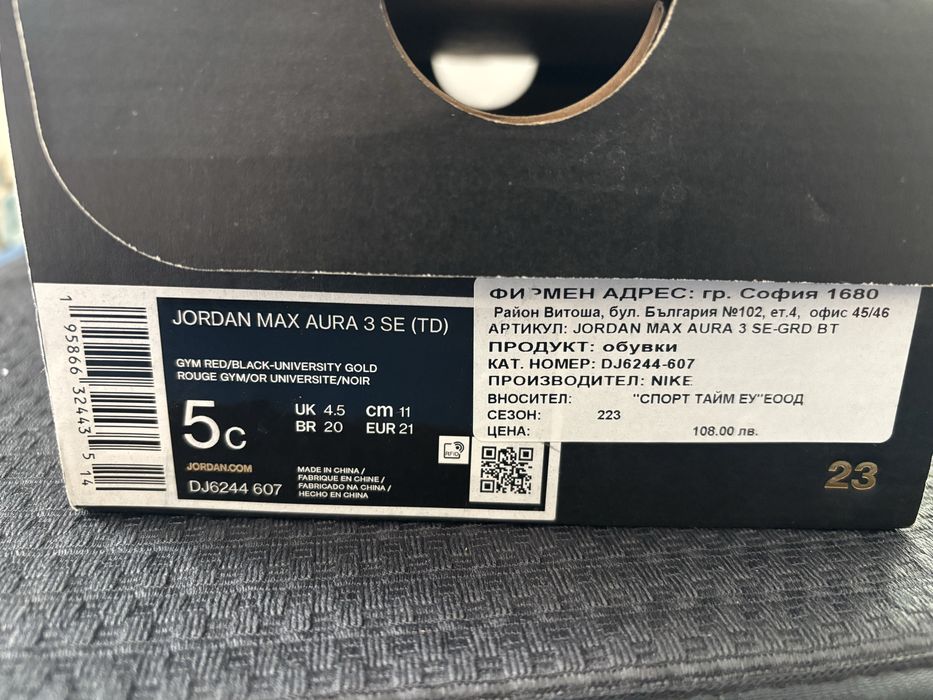 1 95866 32443 5 14
JORDAN MAX AURA 3 SE (TD)
GYM RED/BLACK-UNIVERSITY GOLD
ROUGE GYM/OR UNIVERSITE/NOIR
5C
UK 4.5 cm 11
BR 20 EUR 21
JORDAN.COM
DJ6244 607
MADE IN CHINA /
FABRIQUE EN CHINE /
FABRICADO NA CHINA /
HECHO EN CHINA
RFID
ФИРМЕН АДРЕС: гр. София 1680
Район Витоша, бул. България №102, ет.4, офис 45/46
АРТИКУЛ: JORDAN MAX AURA 3 SE-GRD BT
ПРОДУКТ: обувки
КАТ. НОМЕР: DJ6244-607
ПРОИЗВОДИТЕЛ: NIKE
ВНОСИТЕЛ: "СПОРТ ТАЙМ ЕУ"ЕООД
СЕЗОН: 223
ЦЕНА: 108.00 лв.
23